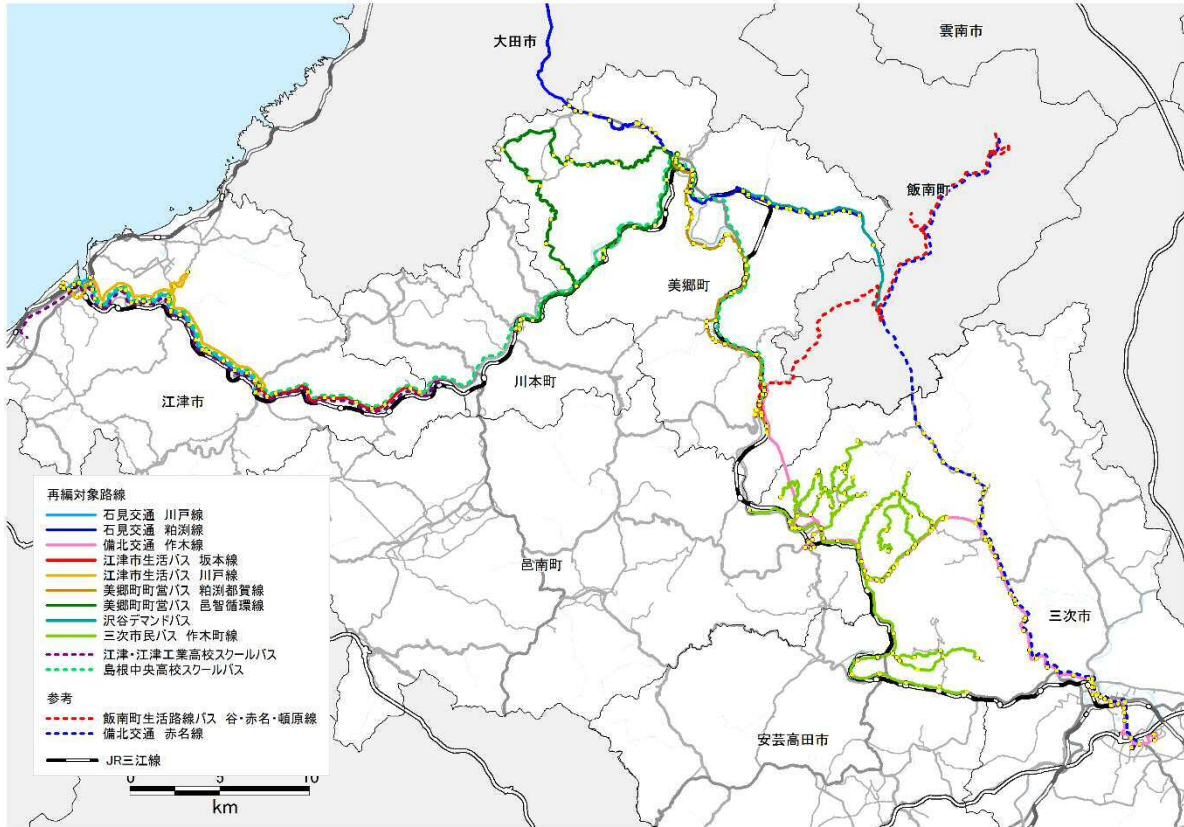 大田市
雲南市
飯南町
美郷町
川本町
江津市
邑南町
三次市
安芸高田市
再編対象路線
石見交通 川戸線
石見交通 粕渕線
備北交通 作木線
江津市生活バス 坂本線
江津市生活バス 川戸線
美郷町町営バス 粕渕都賀線
美郷町町営バス 邑智循環線
沢谷デマンドバス
三次市民バス 作木町線
江津・江津工業高校スクールバス
島根中央高校スクールバス
参考
飯南町生活路線バス 谷・赤名・頓原線
備北交通 赤名線
JR三江線
0 5 10
km